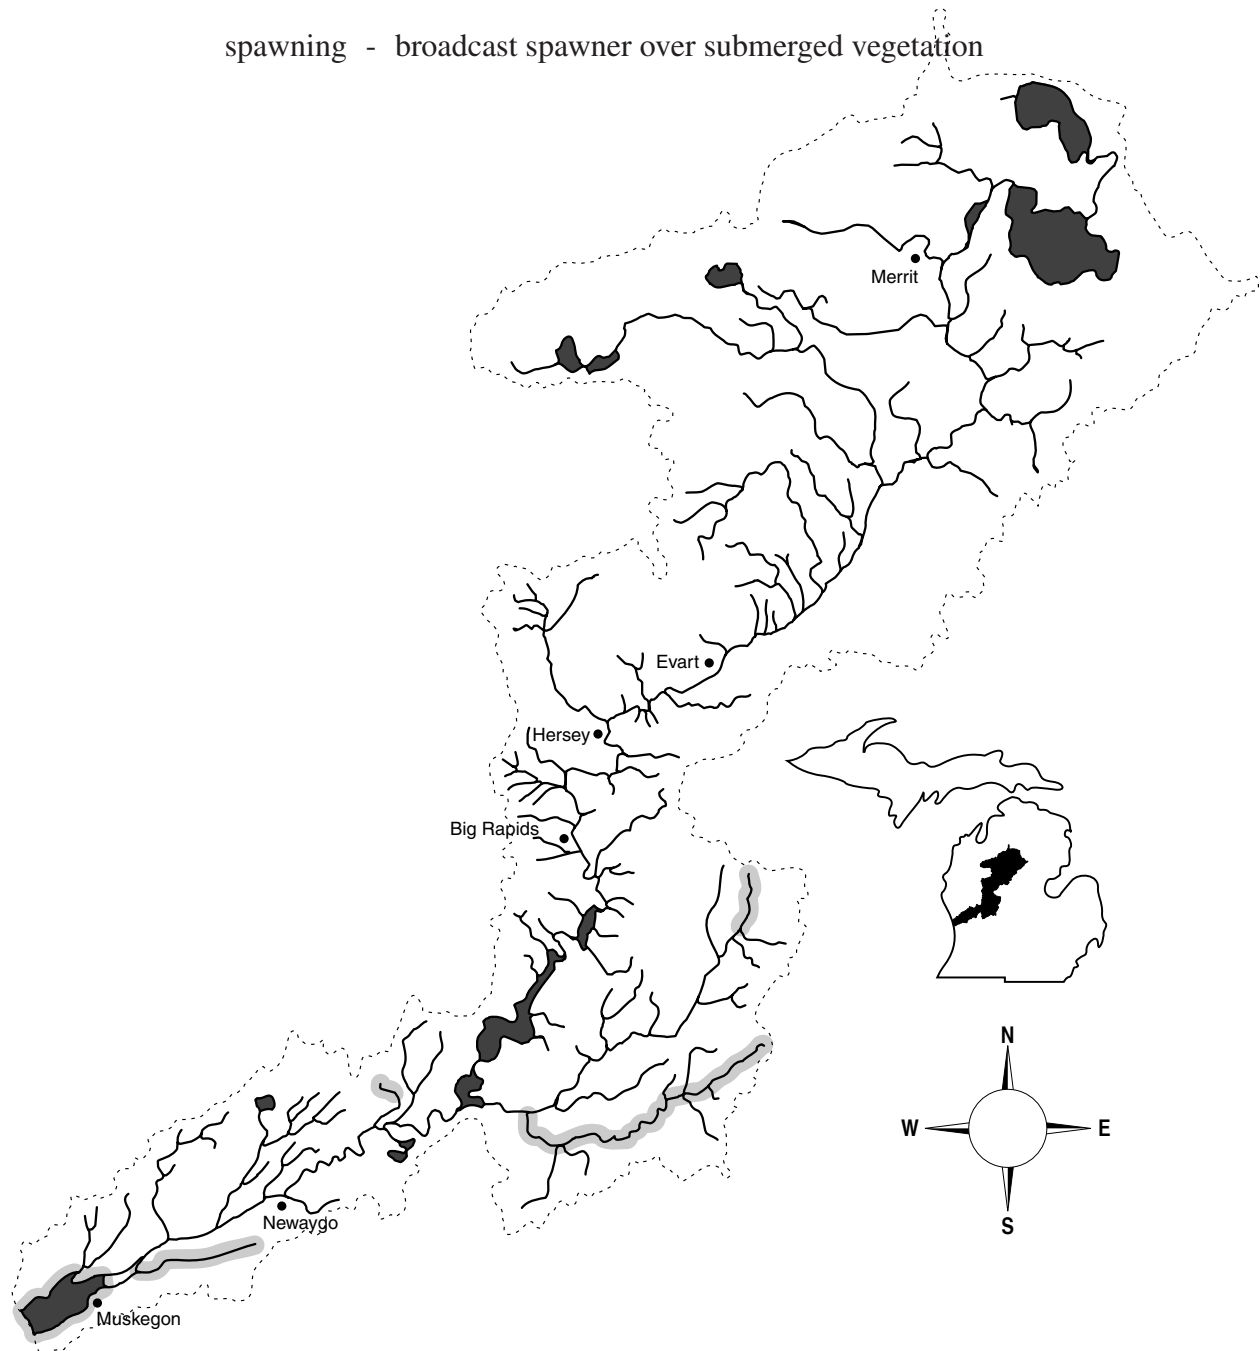 spawning - broadcast spawner over submerged vegetation
Merrit
Evart
Hersey
Big Rapids
N
W E
S
Newaygo
Muskegon